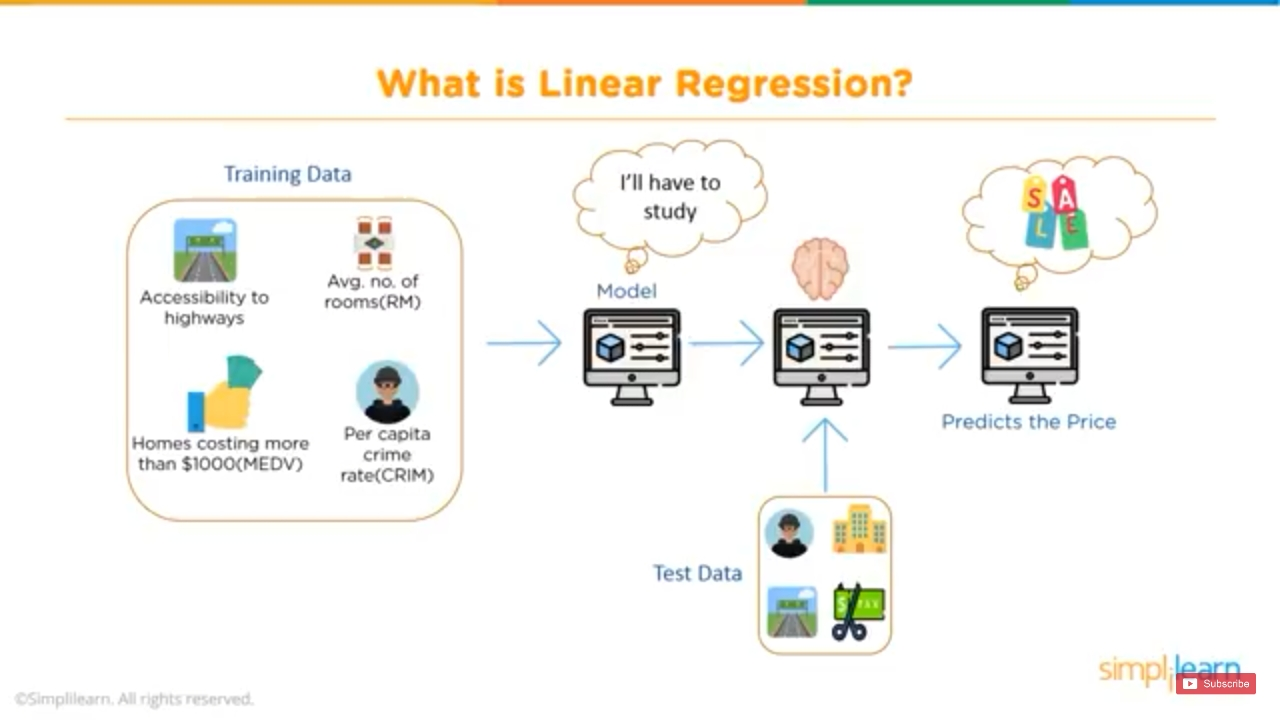 What is Linear Regression?
Training Data
Accessibility to
highways
Avg. no. of
rooms(RM)
Homes costing more
than $1000(MEDV)
Per capita
crime
rate(CRIM)
I'll have to
study
Model
S A
L E
Predicts the Price
Test Data
$ TAX
simplilearn
Subscribe
©Simplilearn. All rights reserved.